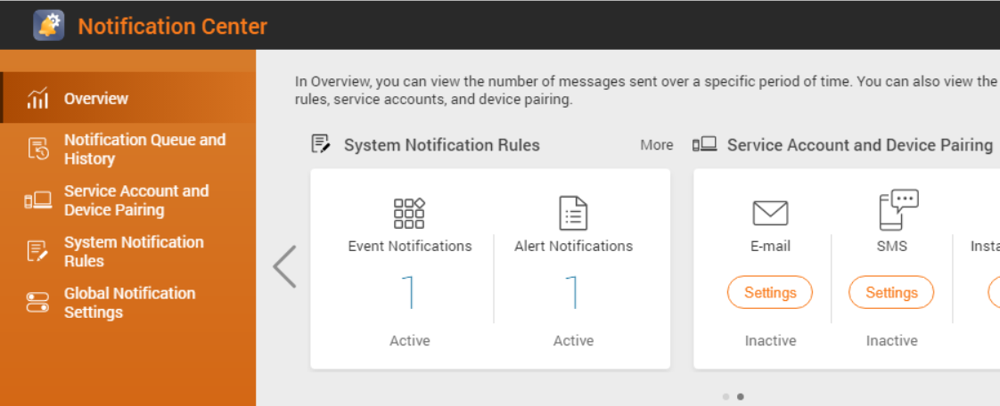 Notification Center
Overview
Notification Queue and
History
Service Account and
Device Pairing
System Notification
Rules
Global Notification
Settings
In Overview, you can view the number of messages sent over a specific period of time. You can also view the
rules, service accounts, and device pairing.
System Notification Rules
More
Event Notifications
1
Active
Alert Notifications
1
Active
Service Account and Device Pairing
E-mail
Settings
Inactive
SMS
Settings
Inactive